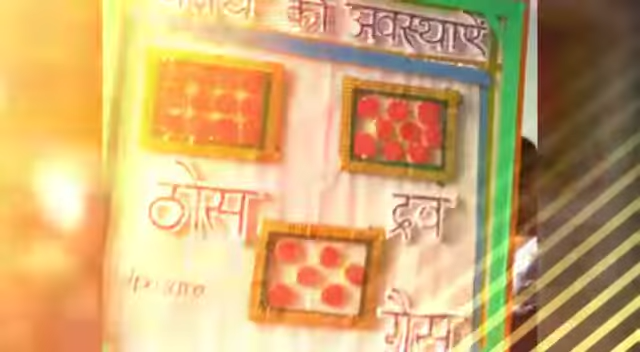 की अवस्थाऐं
ठोस द्रव
गैस